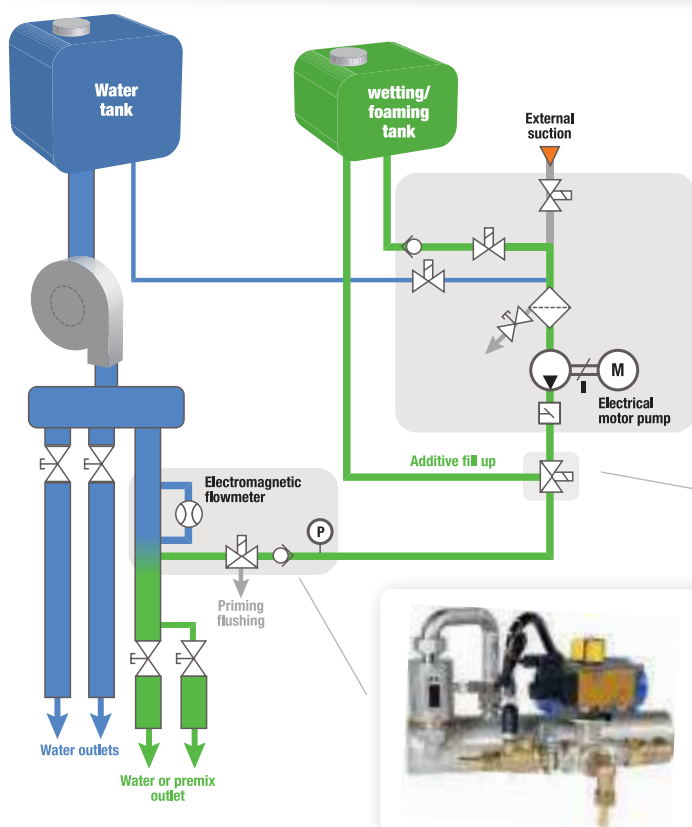 Water
tank
wetting/
foaming
tank
External
suction
M
Electrical
motor pump
Additive fill up
Electromagnetic
flowmeter
P
Priming
flushing
Water outlets
Water or premix
outlet